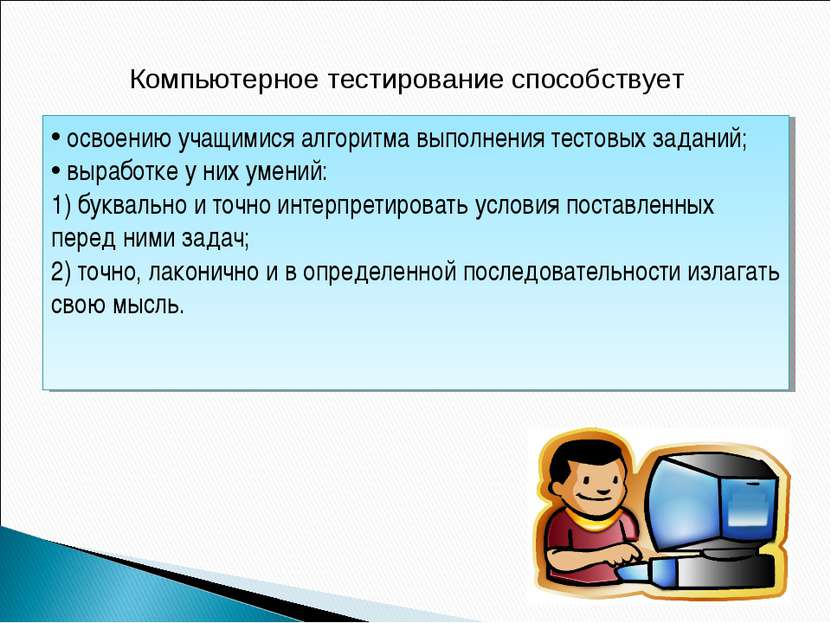 Компьютерное тестирование способствует
• освоению учащимися алгоритма выполнения тестовых заданий;
• выработке у них умений:
1) буквально и точно интерпретировать условия поставленных
перед ними задач;
2) точно, лаконично и в определенной последовательности излагать
свою мысль.